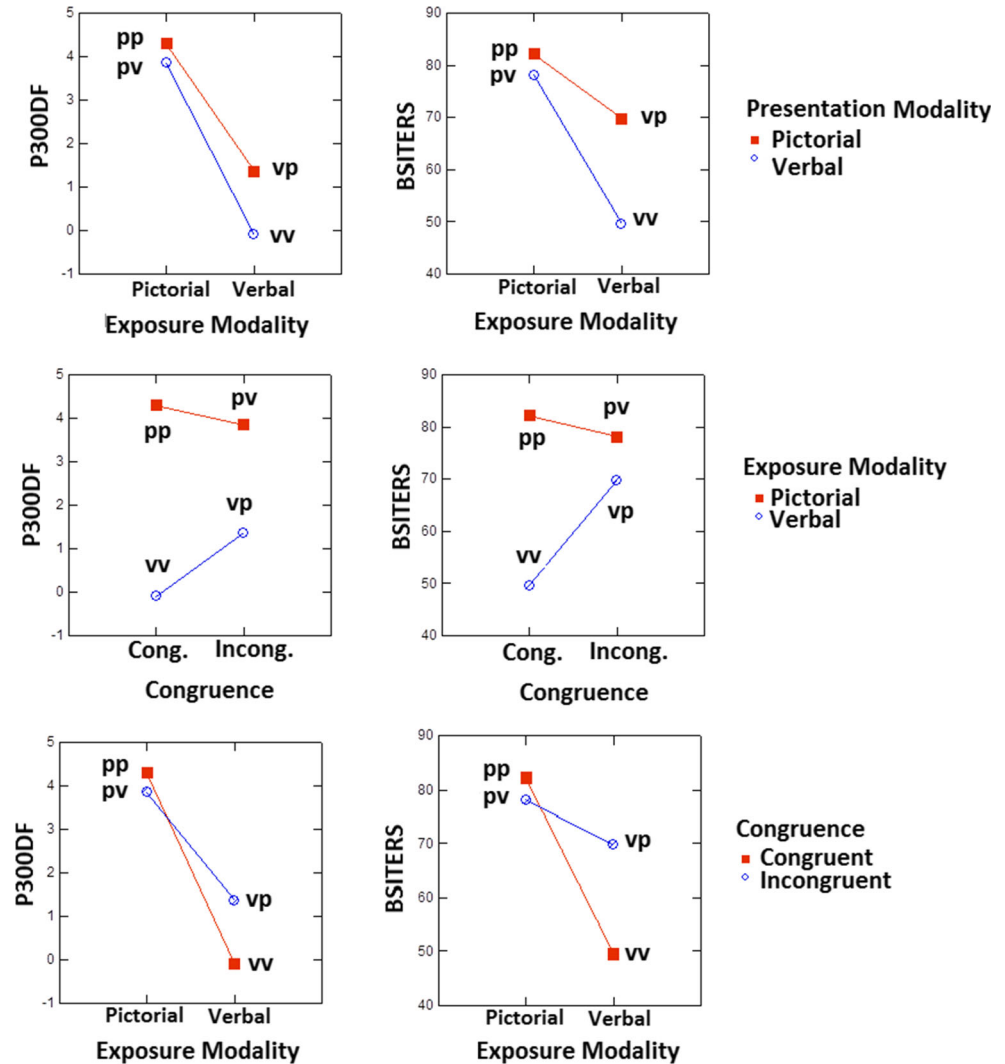 5
4
3
2
1
0
-1
P300DF
pp
pv
vp
vv
Pictorial Verbal
Exposure Modality
90
80
70
60
50
40
BSITERS
pp
pv
vp
vv
Pictorial Verbal
Exposure Modality
Presentation Modality
Pictorial
Verbal
5
4
3
2
1
0
-1
P300DF
pv
pp
vp
vv
Cong. Incong.
Congruence
90
80
70
60
50
40
BSITERS
pv
pp
vp
vv
Cong. Incong.
Congruence
Exposure Modality
Pictorial
Verbal
5
4
3
2
1
0
-1
P300DF
pp
pv
vp
vv
Pictorial Verbal
Exposure Modality
90
80
70
60
50
40
BSITERS
pp
pv
vp
vv
Pictorial Verbal
Exposure Modality
Congruence
Congruent
Incongruent